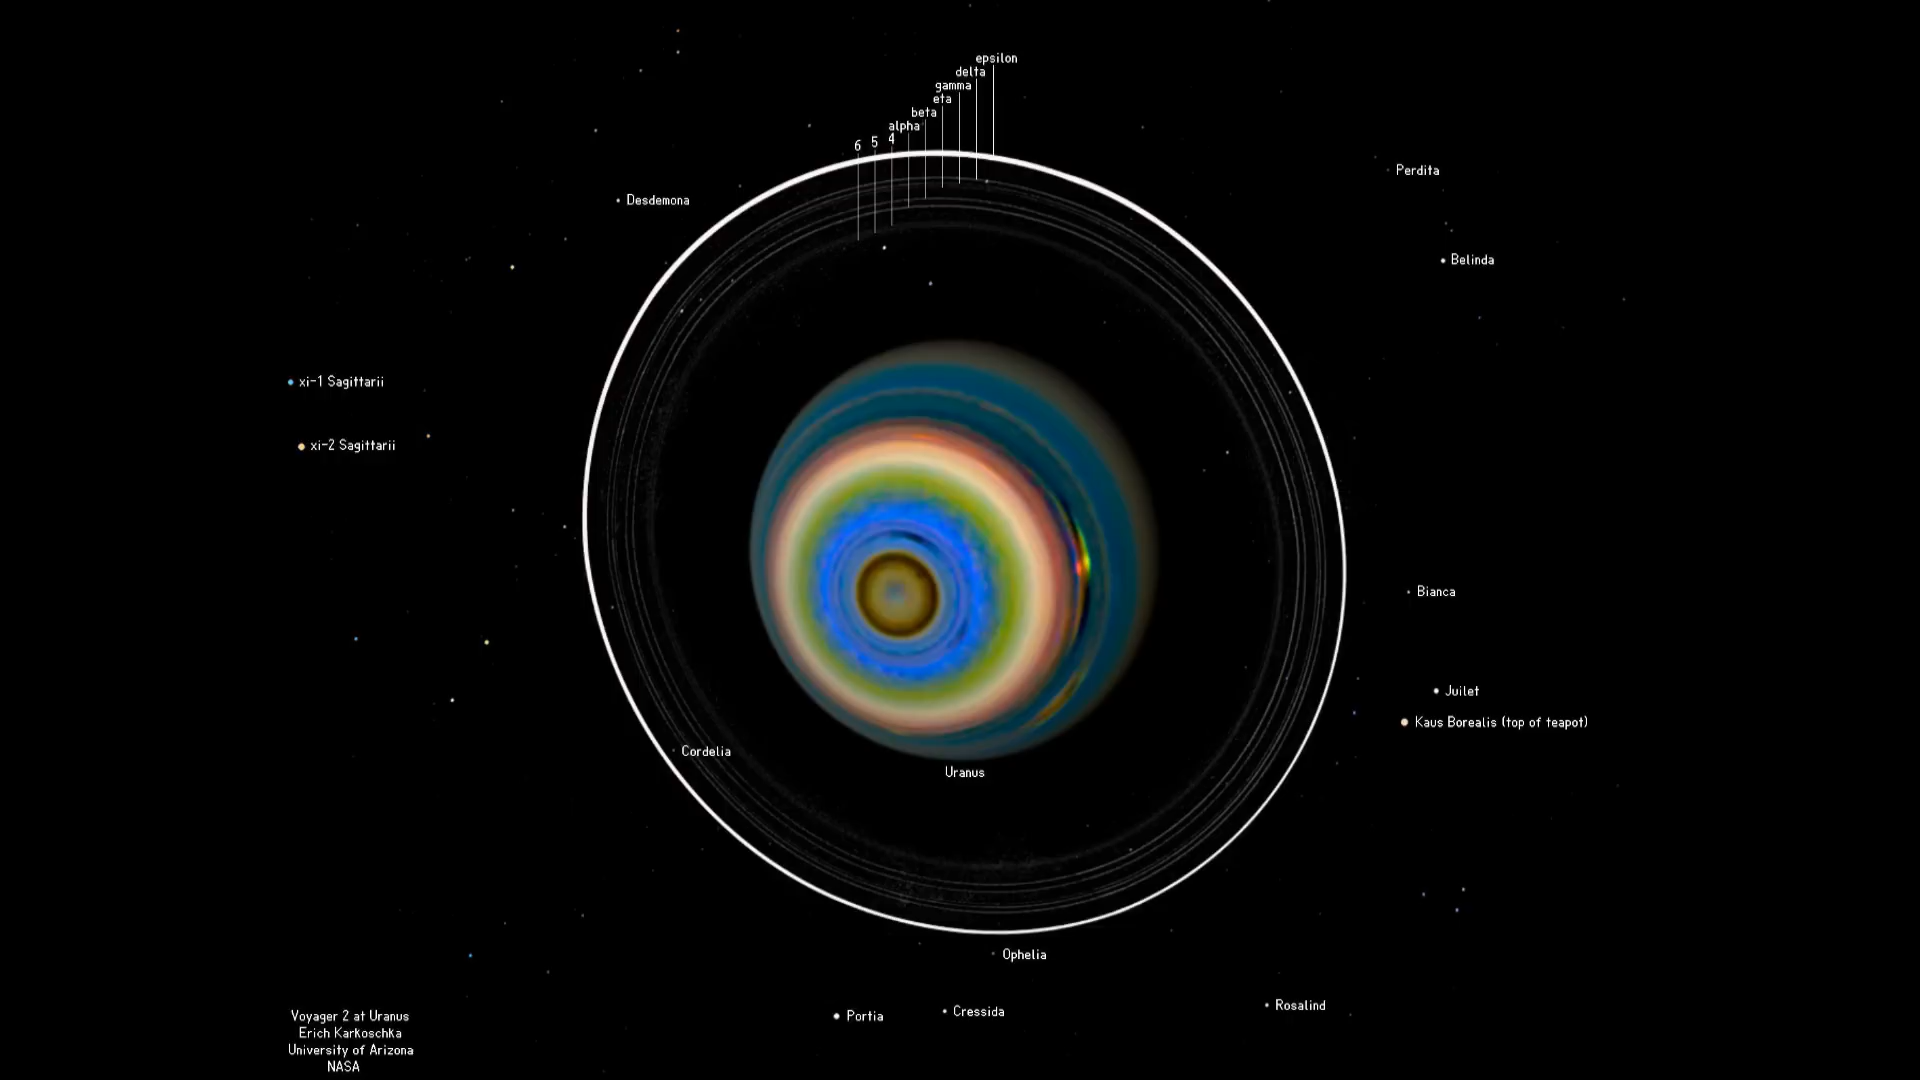 epsilon
delta
gamma
eta
beta
alpha
4
5
6
Perdita
Desdemona
Belinda
xi-1 Sagittarii
xi-2 Sagittarii
Bianca
Juilet
Kaus Borealis (top of teapot)
Cordelia
Uranus
Ophelia
Rosalind
Cressida
Portia
Voyager 2 at Uranus
Erich Karkoschka
University of Arizona
NASA